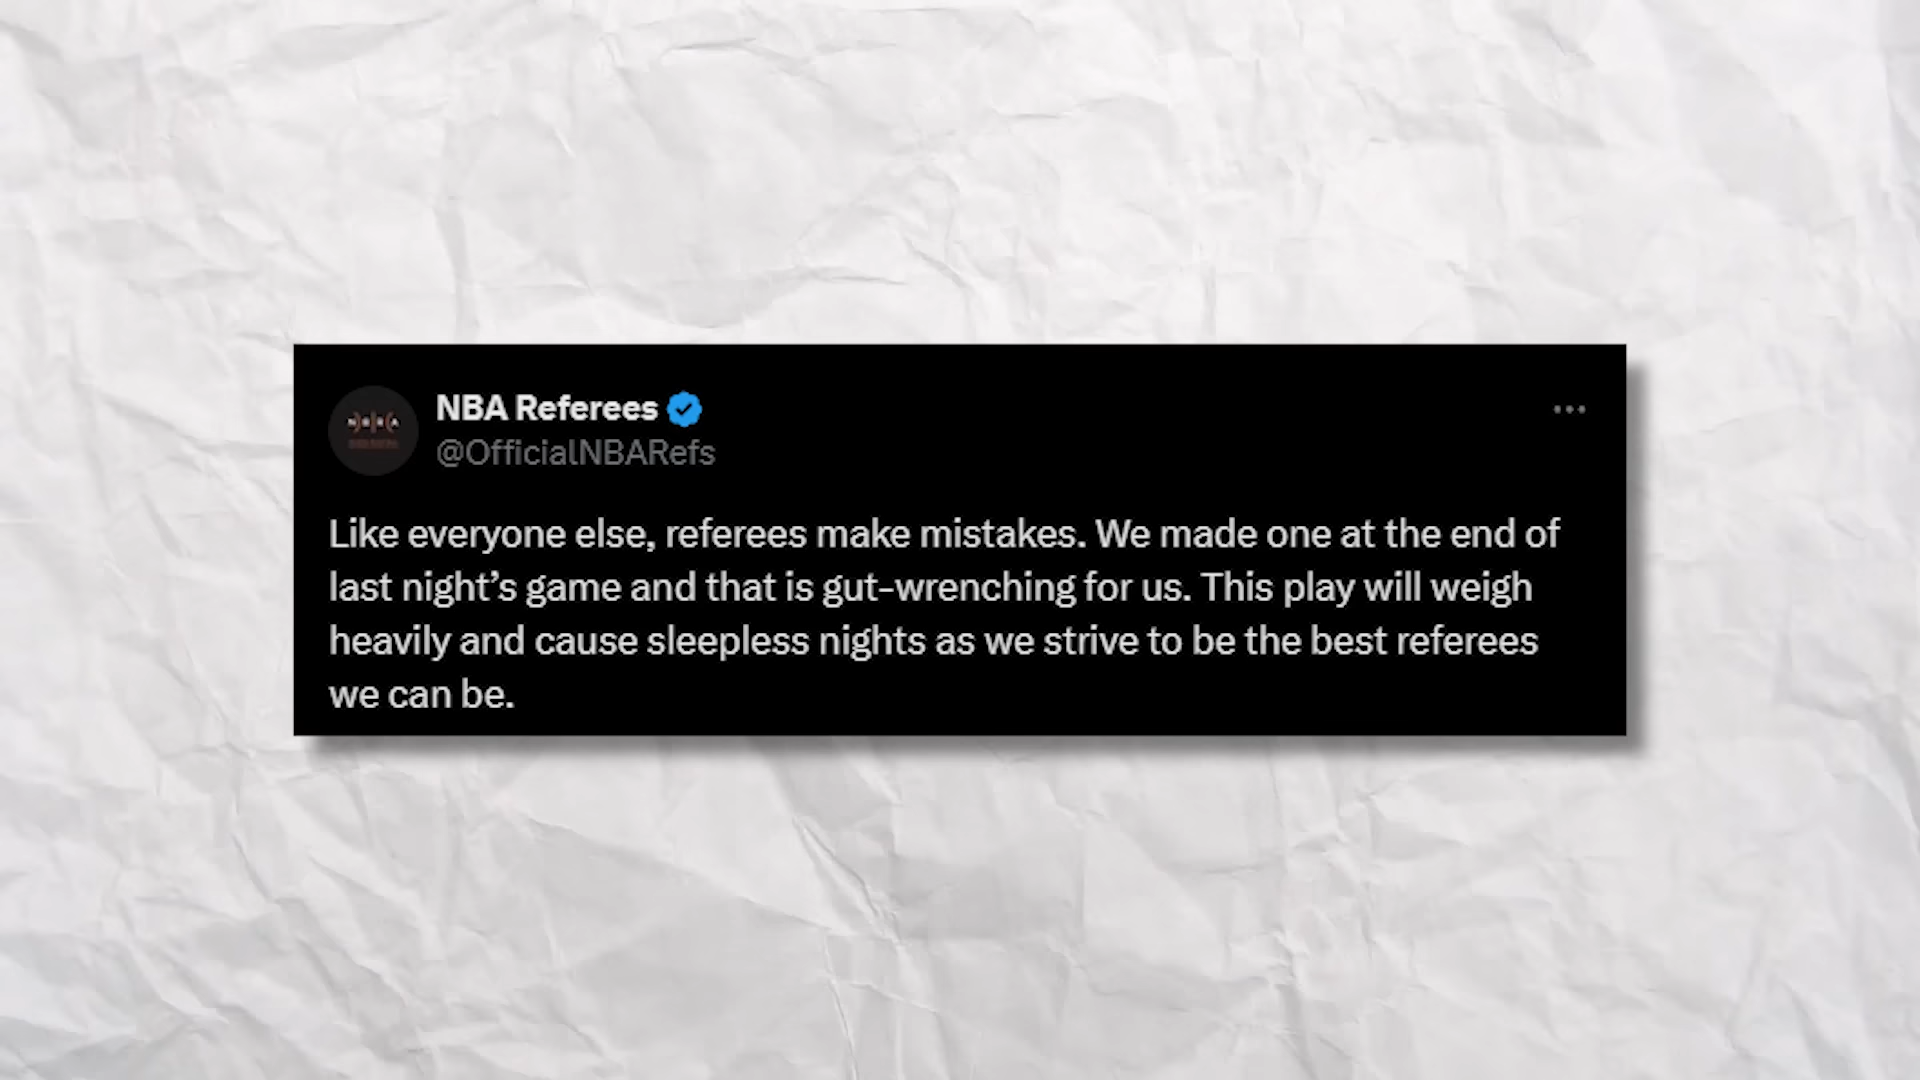 NBA Referees
@OfficialNBARefs
Like everyone else, referees make mistakes. We made one at the end of
last night’s game and that is gut-wrenching for us. This play will weigh
heavily and cause sleepless nights as we strive to be the best referees
we can be.